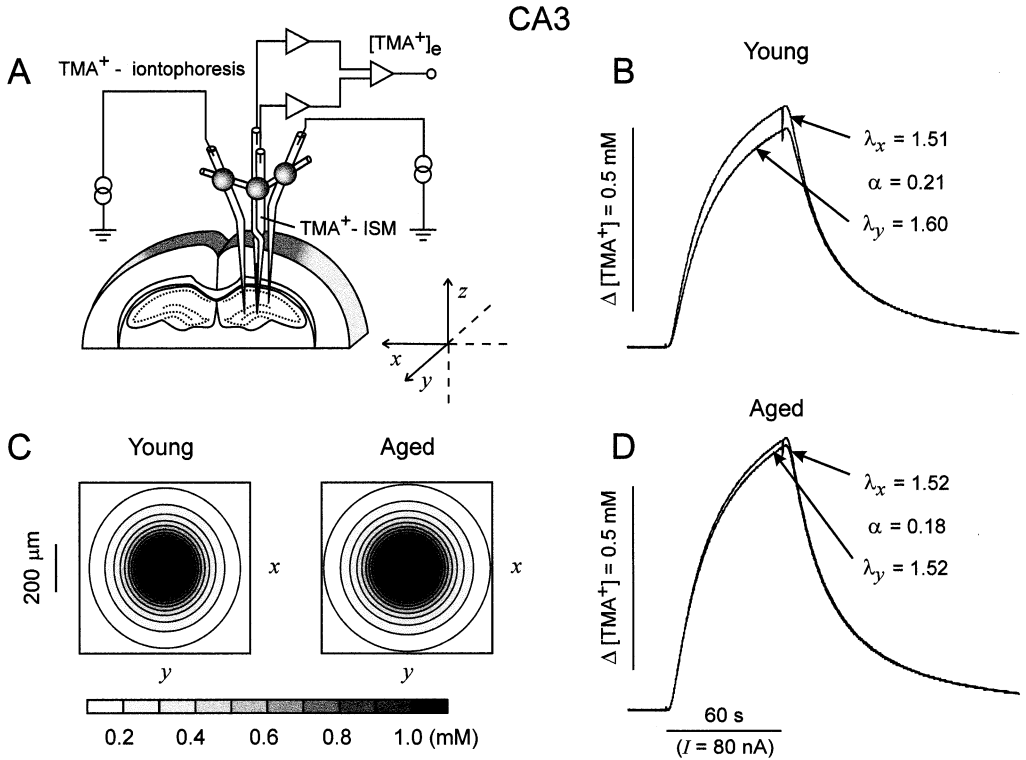 CA3
A
TMA+ - iontophoresis
[TMA+]e
TMA+- ISM
z
x
y
B
Young
Δ [TMA+] = 0.5 mM
λx = 1.51
α = 0.21
λy = 1.60
C
Young
Aged
200 μm
x
x
y
y
0.2 0.4 0.6 0.8 1.0 (mM)
D
Aged
Δ [TMA+] = 0.5 mM
λx = 1.52
α = 0.18
λy = 1.52
60 s
(I = 80 nA)